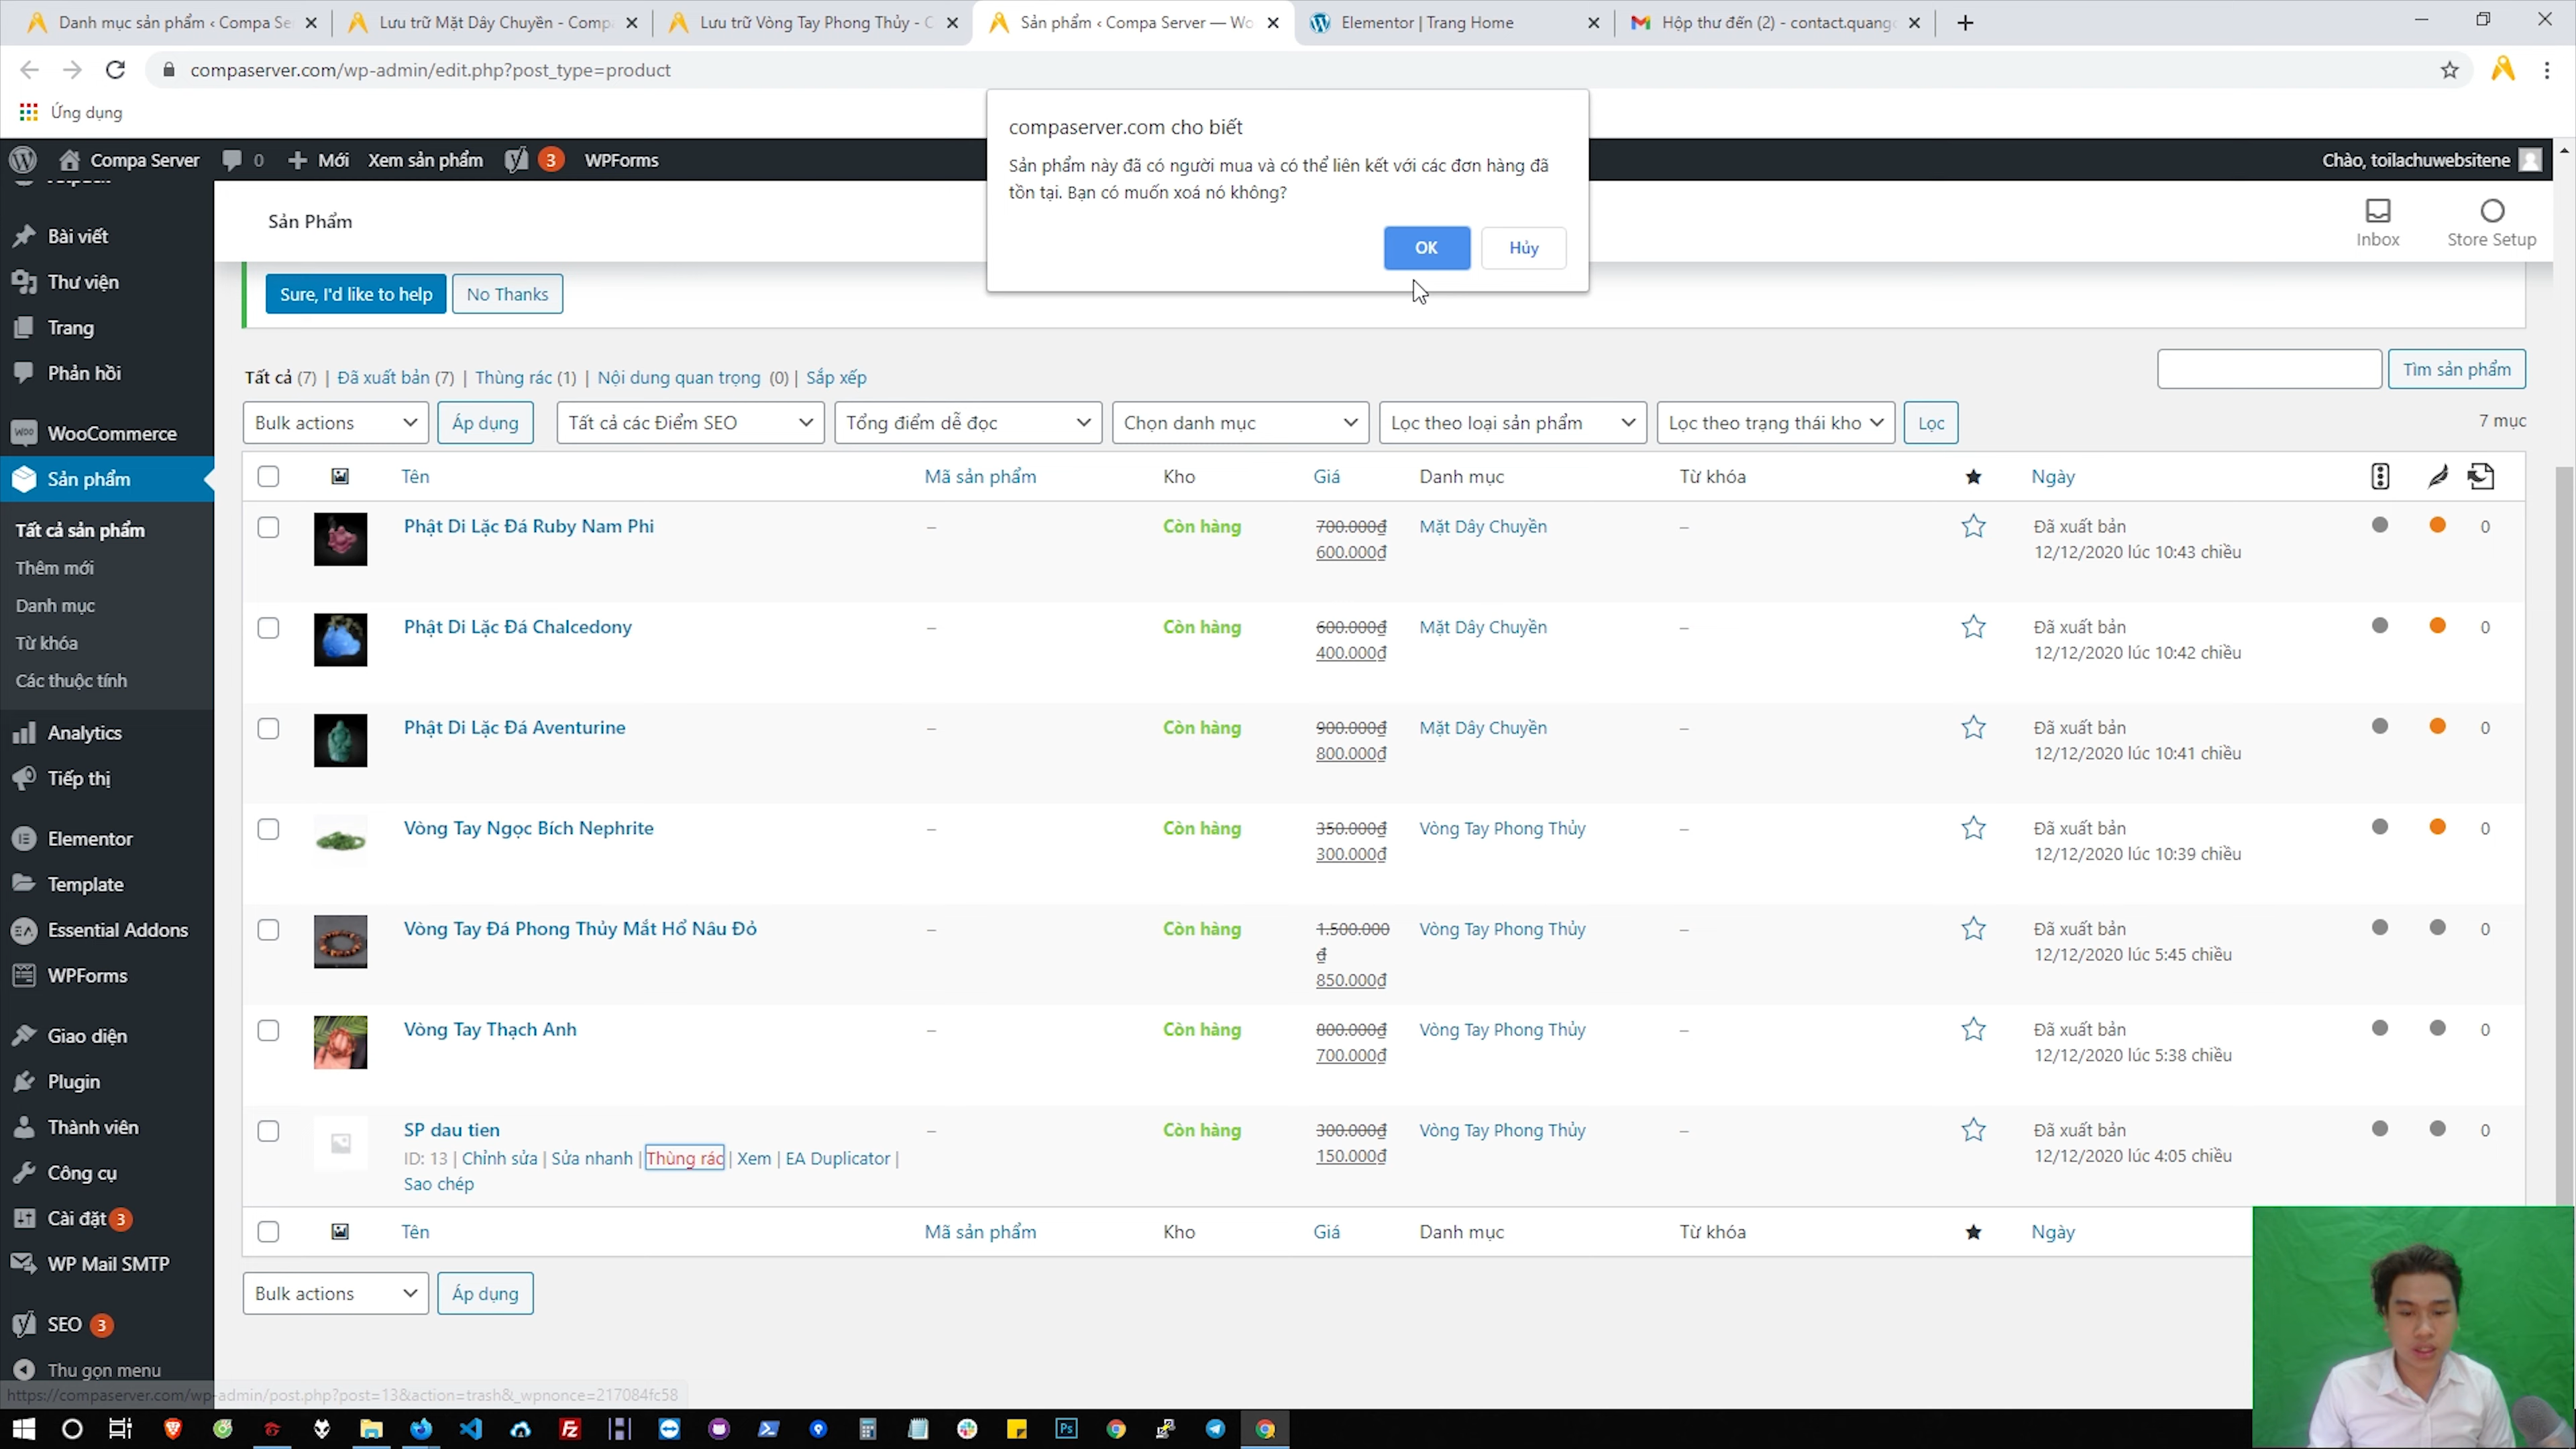 Danh mục sản phẩm ‹ Compa Se
Lưu trữ Mặt Dây Chuyền - Comp
Lưu trữ Vòng Tay Phong Thủy - C
Sản phẩm ‹ Compa Server — Wo
Elementor | Trang Home
Hộp thư đến (2) - contact.quang
compaserver.com/wp-admin/edit.php?post_type=product
Ứng dụng
compaserver.com cho biết
Sản phẩm này đã có người mua và có thể liên kết với các đơn hàng đã
tồn tại. Bạn có muốn xoá nó không?
OK
Hủy
Compa Server
0
Mới
Xem sản phẩm
3
WPForms
Chào, toilachuwebsitene
Bài viết
Thư viện
Trang
Phản hồi
WooCommerce
Sản phẩm
Tất cả sản phẩm
Thêm mới
Danh mục
Từ khóa
Các thuộc tính
Analytics
Tiếp thị
Elementor
Template
Essential Addons
WPForms
Giao diện
Plugin
Thành viên
Công cụ
Cài đặt 3
WP Mail SMTP
SEO 3
Thu gọn menu
Sản Phẩm
Inbox
Store Setup
Sure, I'd like to help
No Thanks
Tất cả (7) | Đã xuất bản (7) | Thùng rác (1) | Nội dung quan trọng (0) | Sắp xếp
Tìm sản phẩm
Bulk actions
Áp dụng
Tất cả các Điểm SEO
Tổng điểm dễ đọc
Chọn danh mục
Lọc theo loại sản phẩm
Lọc theo trạng thái kho
Lọc
7 mục
Tên Mã sản phẩm Kho Giá Danh mục Từ khóa Ngày
Phật Di Lặc Đá Ruby Nam Phi – Còn hàng 700.000₫ Mặt Dây Chuyền – Đã xuất bản 0
600.000₫ 12/12/2020 lúc 10:43 chiều
Phật Di Lặc Đá Chalcedony – Còn hàng 600.000₫ Mặt Dây Chuyền – Đã xuất bản 0
400.000₫ 12/12/2020 lúc 10:42 chiều
Phật Di Lặc Đá Aventurine – Còn hàng 900.000₫ Mặt Dây Chuyền – Đã xuất bản 0
800.000₫ 12/12/2020 lúc 10:41 chiều
Vòng Tay Ngọc Bích Nephrite – Còn hàng 350.000₫ Vòng Tay Phong Thủy – Đã xuất bản 0
300.000₫ 12/12/2020 lúc 10:39 chiều
Vòng Tay Đá Phong Thủy Mắt Hổ Nâu Đỏ – Còn hàng 1.500.000 Vòng Tay Phong Thủy – Đã xuất bản 0
₫ 12/12/2020 lúc 5:45 chiều
850.000₫
Vòng Tay Thạch Anh – Còn hàng 800.000₫ Vòng Tay Phong Thủy – Đã xuất bản 0
700.000₫ 12/12/2020 lúc 5:38 chiều
SP dau tien – Còn hàng 300.000₫ Vòng Tay Phong Thủy – Đã xuất bản 0
ID: 13 | Chỉnh sửa | Sửa nhanh | Thùng rác | Xem | EA Duplicator | 150.000₫ 12/12/2020 lúc 4:05 chiều
Sao chép
Tên Mã sản phẩm Kho Giá Danh mục Từ khóa Ngày
Bulk actions
Áp dụng
https://compaserver.com/wp-admin/post.php?post=13&action=trash&_wpnonce=217084fc58